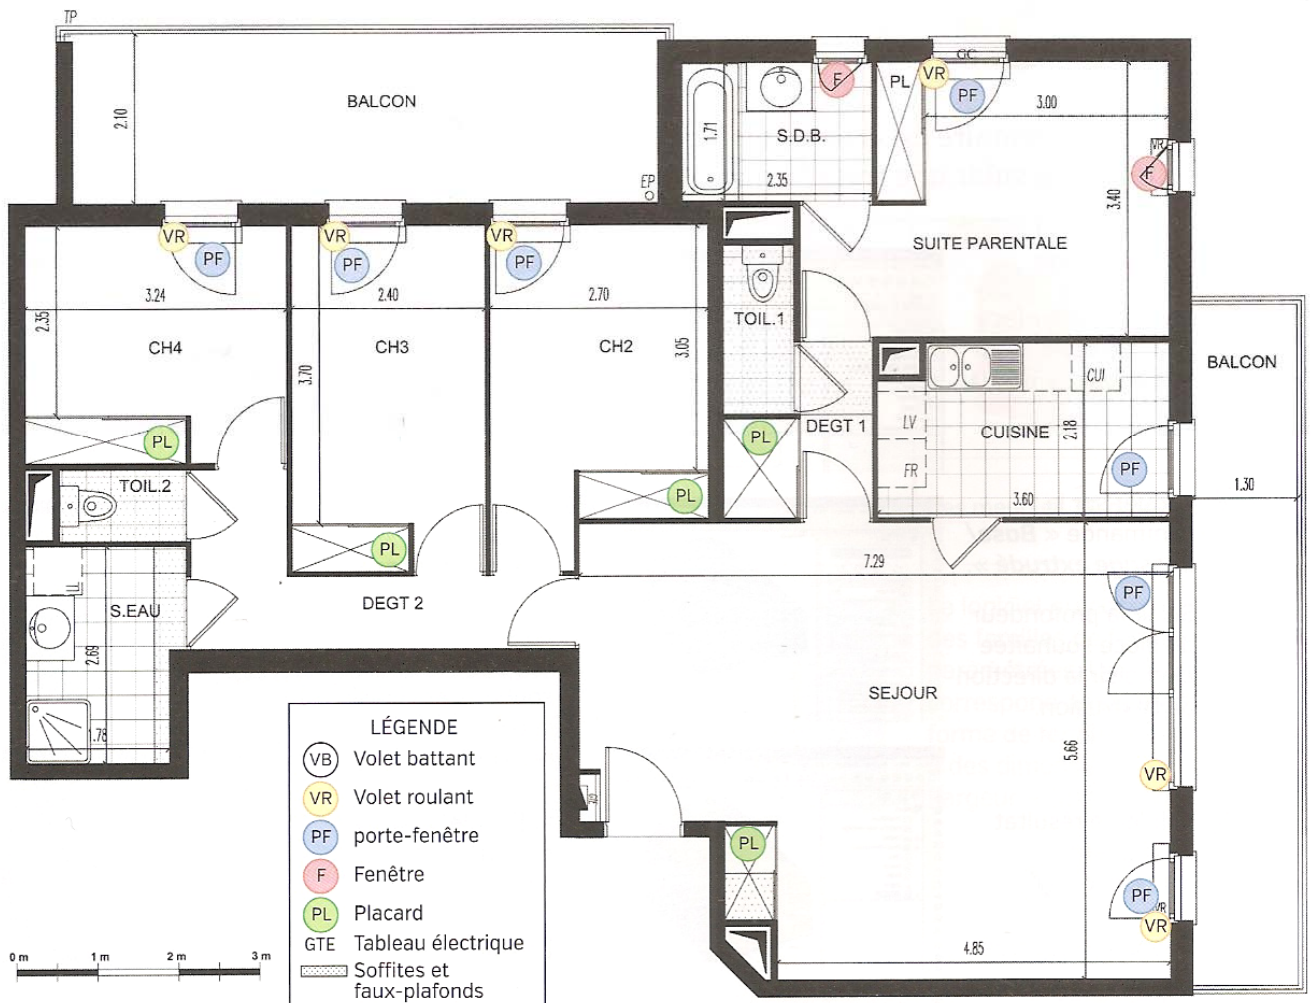 TP
BALCON
2.10
EP
S.D.B.
1.71
2.35
F
PL
VR
GC
PF
3.00
VR
F
3.40
SUITE PARENTALE
VR
PF
3.24
2.35
CH4
PL
VR
PF
2.40
3.70
CH3
PL
VR
PF
2.70
3.05
CH2
PL
TOIL.1
PL
DEGT 1
CUI
LV
FR
CUISINE
2.18
3.60
PF
BALCON
1.30
TOIL.2
S.EAU
2.69
1.78
DEGT 2
7.29
PF
SEJOUR
5.66
VR
PL
PF
VR
VR
4.85
LÉGENDE
VB Volet battant
VR Volet roulant
PF porte-fenêtre
F Fenêtre
PL Placard
GTE Tableau électrique
Soffites et
faux-plafonds
0 m 1 m 2 m 3 m